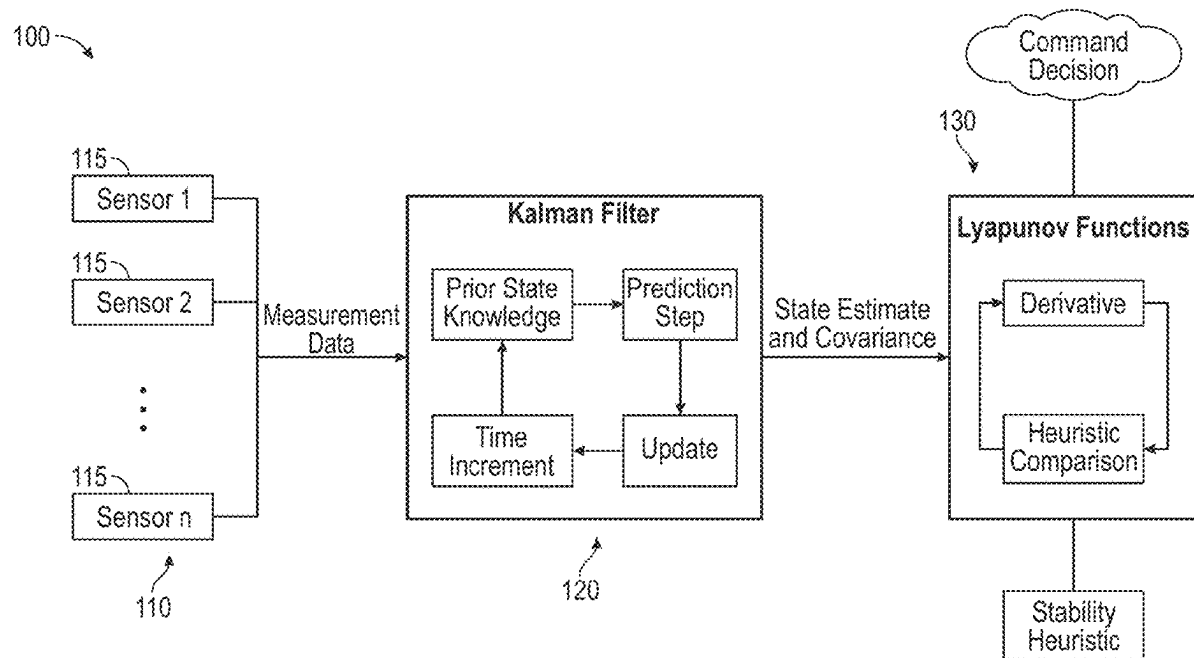 100
Command
Decision
130
115
Sensor 1
115
Sensor 2
115
Sensor n
110
Measurement
Data
Kalman Filter
Prior State
Knowledge
Prediction
Step
Time
Increment
Update
120
State Estimate
and Covariance
Lyapunov Functions
Derivative
Heuristic
Comparison
Stability
Heuristic